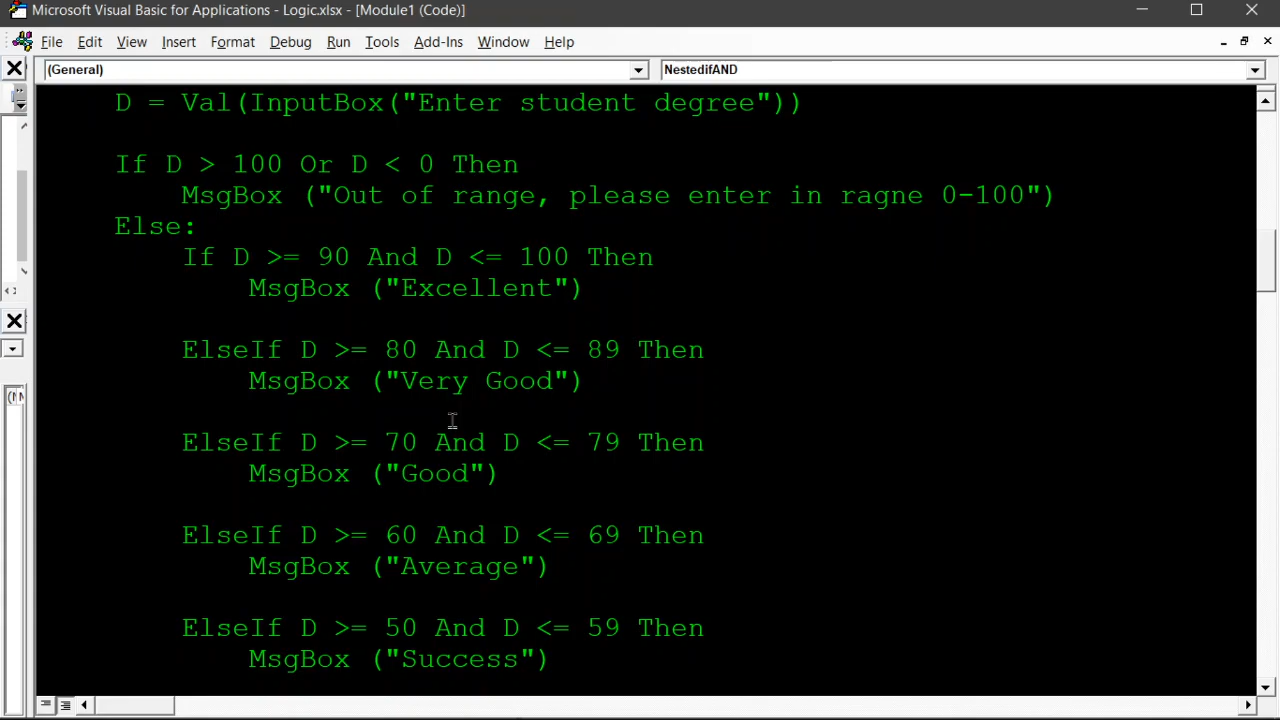 Microsoft Visual Basic for Applications - Logic.xlsx - [Module1 (Code)]
File Edit View Insert Format Debug Run Tools Add-Ins Window Help
(General) NestedifAND
D = Val(InputBox("Enter student degree"))
If D > 100 Or D < 0 Then
MsgBox ("Out of range, please enter in ragne 0-100")
Else:
If D >= 90 And D <= 100 Then
MsgBox ("Excellent")
ElseIf D >= 80 And D <= 89 Then
MsgBox ("Very Good")
ElseIf D >= 70 And D <= 79 Then
MsgBox ("Good")
ElseIf D >= 60 And D <= 69 Then
MsgBox ("Average")
ElseIf D >= 50 And D <= 59 Then
MsgBox ("Success")